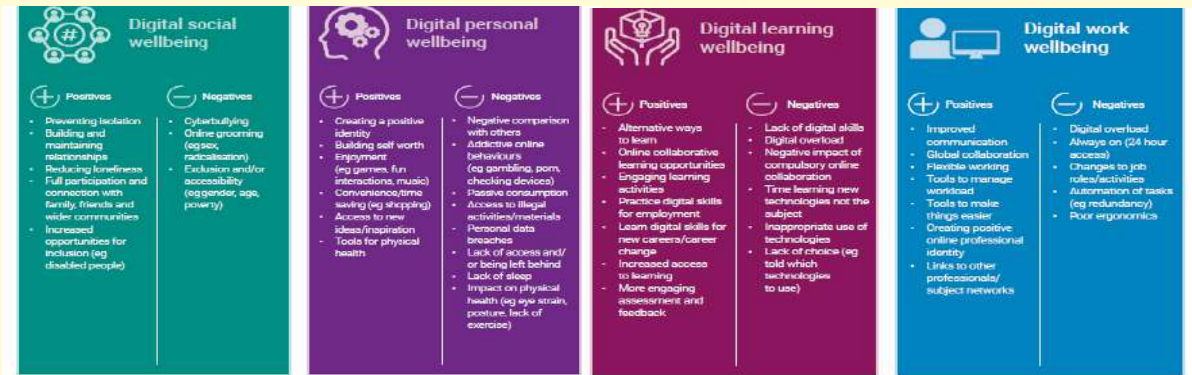 Digital social
wellbeing
Positives
Preventing isolation
Building and
maintaining
relationships
Reducing loneliness
Full participation and
connection with
family, friends and
wider communities
Increased
opportunities for
inclusion (eg
disabled people)
Negatives
Cyberbullying
Online grooming
(eg sex,
radicalisation)
Exclusion and/or
accessibility
(eg gender, age,
poverty)
Digital personal
wellbeing
Positives
Creating a positive
identity
Building self worth
Enjoyment
(eg games, fun
interactions, music)
Convenience/time
saving (eg shopping)
Access to new
ideas/inspiration
Tools for physical
health
Negatives
Negative comparison
with others
Addictive online
behaviours
(eg gambling, porn,
checking devices)
Passive consumption
Access to illegal
activities/materials
Personal data
breaches
Lack of access and/
or being left behind
Lack of sleep
Impact on physical
health (eg eye strain,
posture, lack of
exercise)
Digital learning
wellbeing
Positives
Alternative ways
to learn
Online collaborative
learning opportunities
Engaging learning
activities
Practice digital skills
for employment
Learn digital skills for
new careers/career
change
Increased access
to learning
More engaging
assessment and
feedback
Negatives
Lack of digital skills
Digital overload
Negative impact of
compulsory online
collaboration
Time learning new
technologies not the
subject
Inappropriate use of
technologies
Lack of choice (eg
told which
technologies
to use)
Digital work
wellbeing
Positives
Improved
communication
Global collaboration
Flexible working
Tools to manage
workload
Tools to make
things easier
Creating positive
online professional
identity
Links to other
professionals/
subject networks
Negatives
Digital overload
Always on (24 hour
access)
Changes to job
roles/activities
Automation of tasks
(eg redundancy)
Poor ergonomics